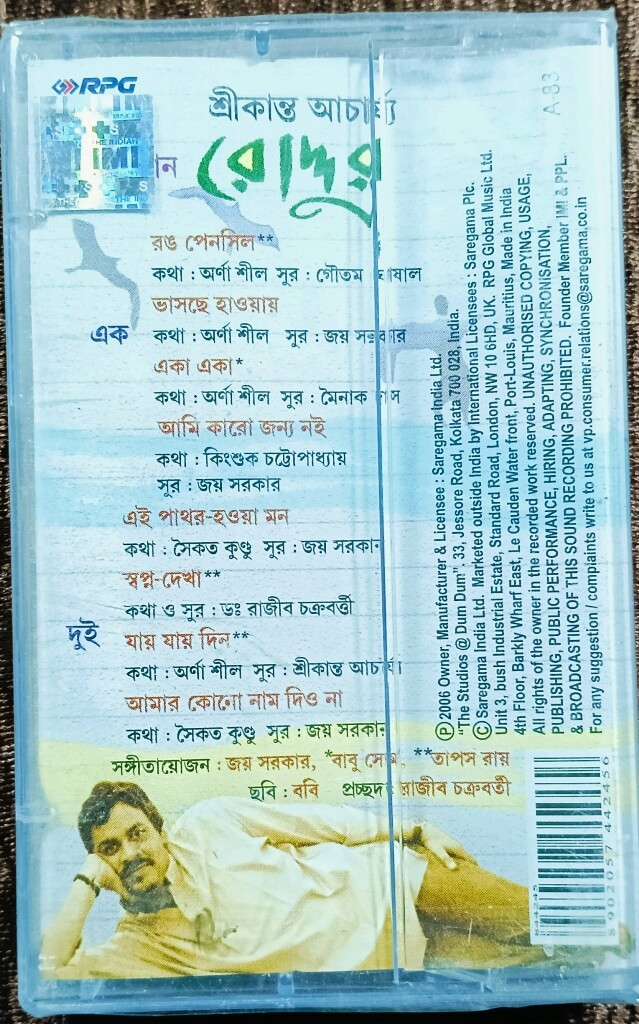 RPG
শ্রীকান্ত আচার্য্য
রোদ্দুর
রঙ পেনসিল**
কথা : অর্ণা শীল সুর : গৌতম
ভাসছে হাওয়ায়
এক
কথা : অর্ণা শীল সুর : জয় সরকার
একা একা*
কথা : অর্ণা শীল সুর : মৈনাক
আমি কারো জন্য নই
কথা : কিংশুক চট্টোপাধ্যায়
সুর : জয় সরকার
এই পাথর-হওয়া মন
কথা : সৈকত কুণ্ডু সুর : জয় সরকার
স্বপ্ন-দেখা**
কথা ও সুর : ডঃ রাজীব চক্রবর্ত্তী
দুই
যায় যায় দিন**
কথা : অর্ণা শীল সুর : শ্রীকান্ত আচার্য্য
আমার কোনো নাম দিও না
কথা : সৈকত কুণ্ডু সুর : জয় সরকার
সঙ্গীতায়োজন : জয় সরকার, *বাবু **তাপস রায়
ছবি : ববি প্রচ্ছদ : রাজীব চক্রবর্তী
A-83
Ⓟ 2006 Owner, Manufacturer & Licensee : Saregama India Ltd.
"The Studios @ Dum Dum", 33, Jessore Road, Kolkata 700 028, India.
© Saregama India Ltd. Marketed outside India by International Licensees : Saregama Plc.
Unit 3, bush Industrial Estate, Standard Road, London, NW 10 6HD, UK. RPG Global Music Ltd.
4th Floor, Barkly Wharf East, Le Cauden Water front, Port-Louis, Mauritius, Made in India
All rights of the owner in the recorded work reserved. UNAUTHORISED COPYING, USAGE,
PUBLISHING, PUBLIC PERFORMANCE, HIRING, ADAPTING, SYNCHRONISATION,
& BROADCASTING OF THIS SOUND RECORDING PROHIBITED. Founder Member IMI & PPL.
For any suggestion / complaints write to us at vp.consumer.relations@saregama.co.in
844245
8 902057 442456